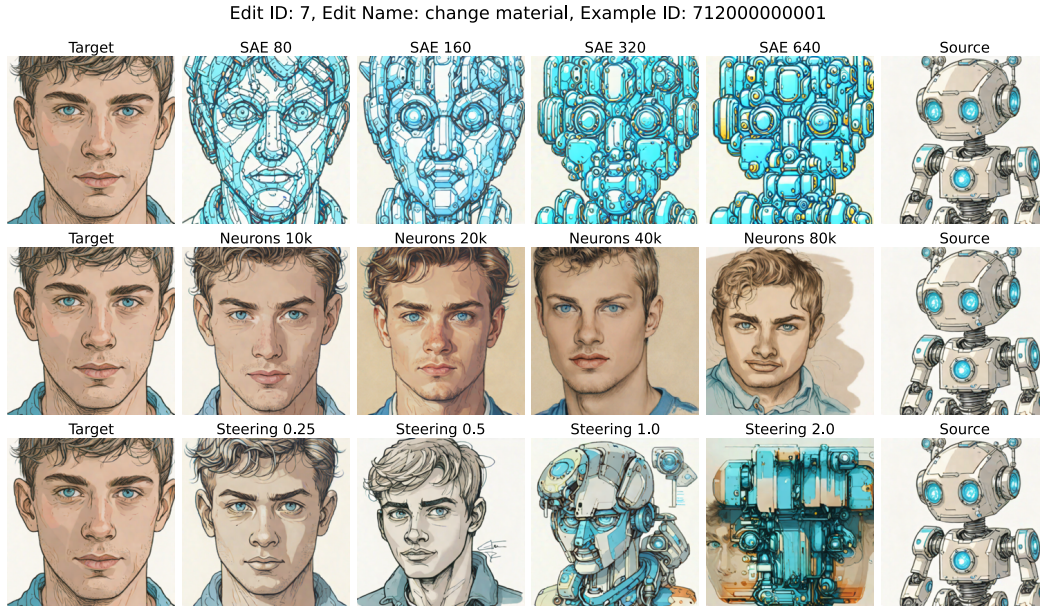 Edit ID: 7, Edit Name: change material, Example ID: 712000000001
Target SAE 80 SAE 160 SAE 320 SAE 640 Source
Target Neurons 10k Neurons 20k Neurons 40k Neurons 80k Source
Target Steering 0.25 Steering 0.5 Steering 1.0 Steering 2.0 Source